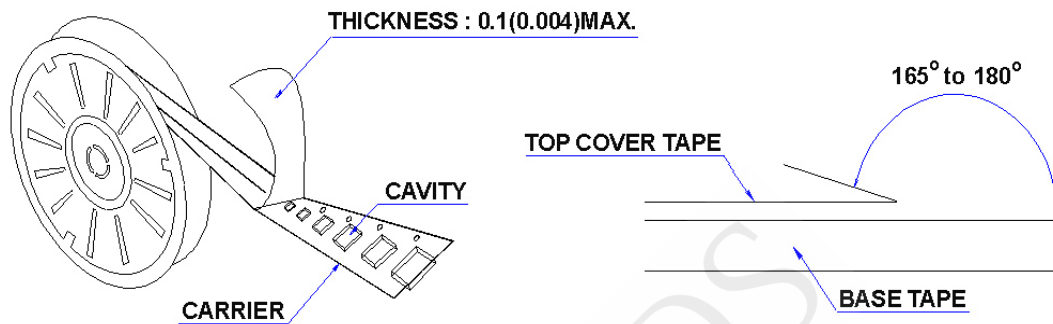 THICKNESS : 0.1(0.004)MAX.
165° to 180°
TOP COVER TAPE
CAVITY
CARRIER
BASE TAPE